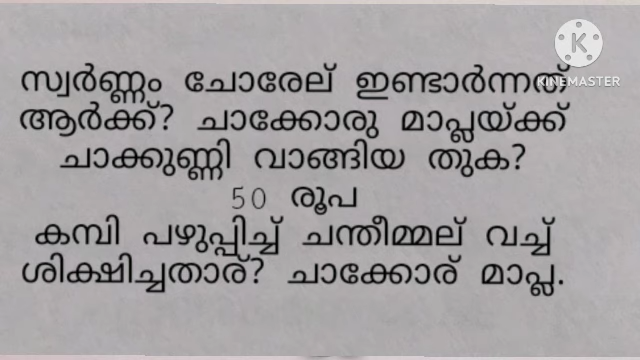 സ്വർണ്ണം ചോരേല് ഇണ്ടാർന്നത്
ആർക്ക്? ചാക്കോരു മാപ്ലയ്ക്ക്
ചാക്കുണ്ണി വാങ്ങിയ തുക?
50 രൂപ
കമ്പി പഴുപ്പിച്ച് ചന്തീമ്മല് വച്ച്
ശിക്ഷിച്ചതാര്? ചാക്കോര് മാപ്ല.
KINEMASTER